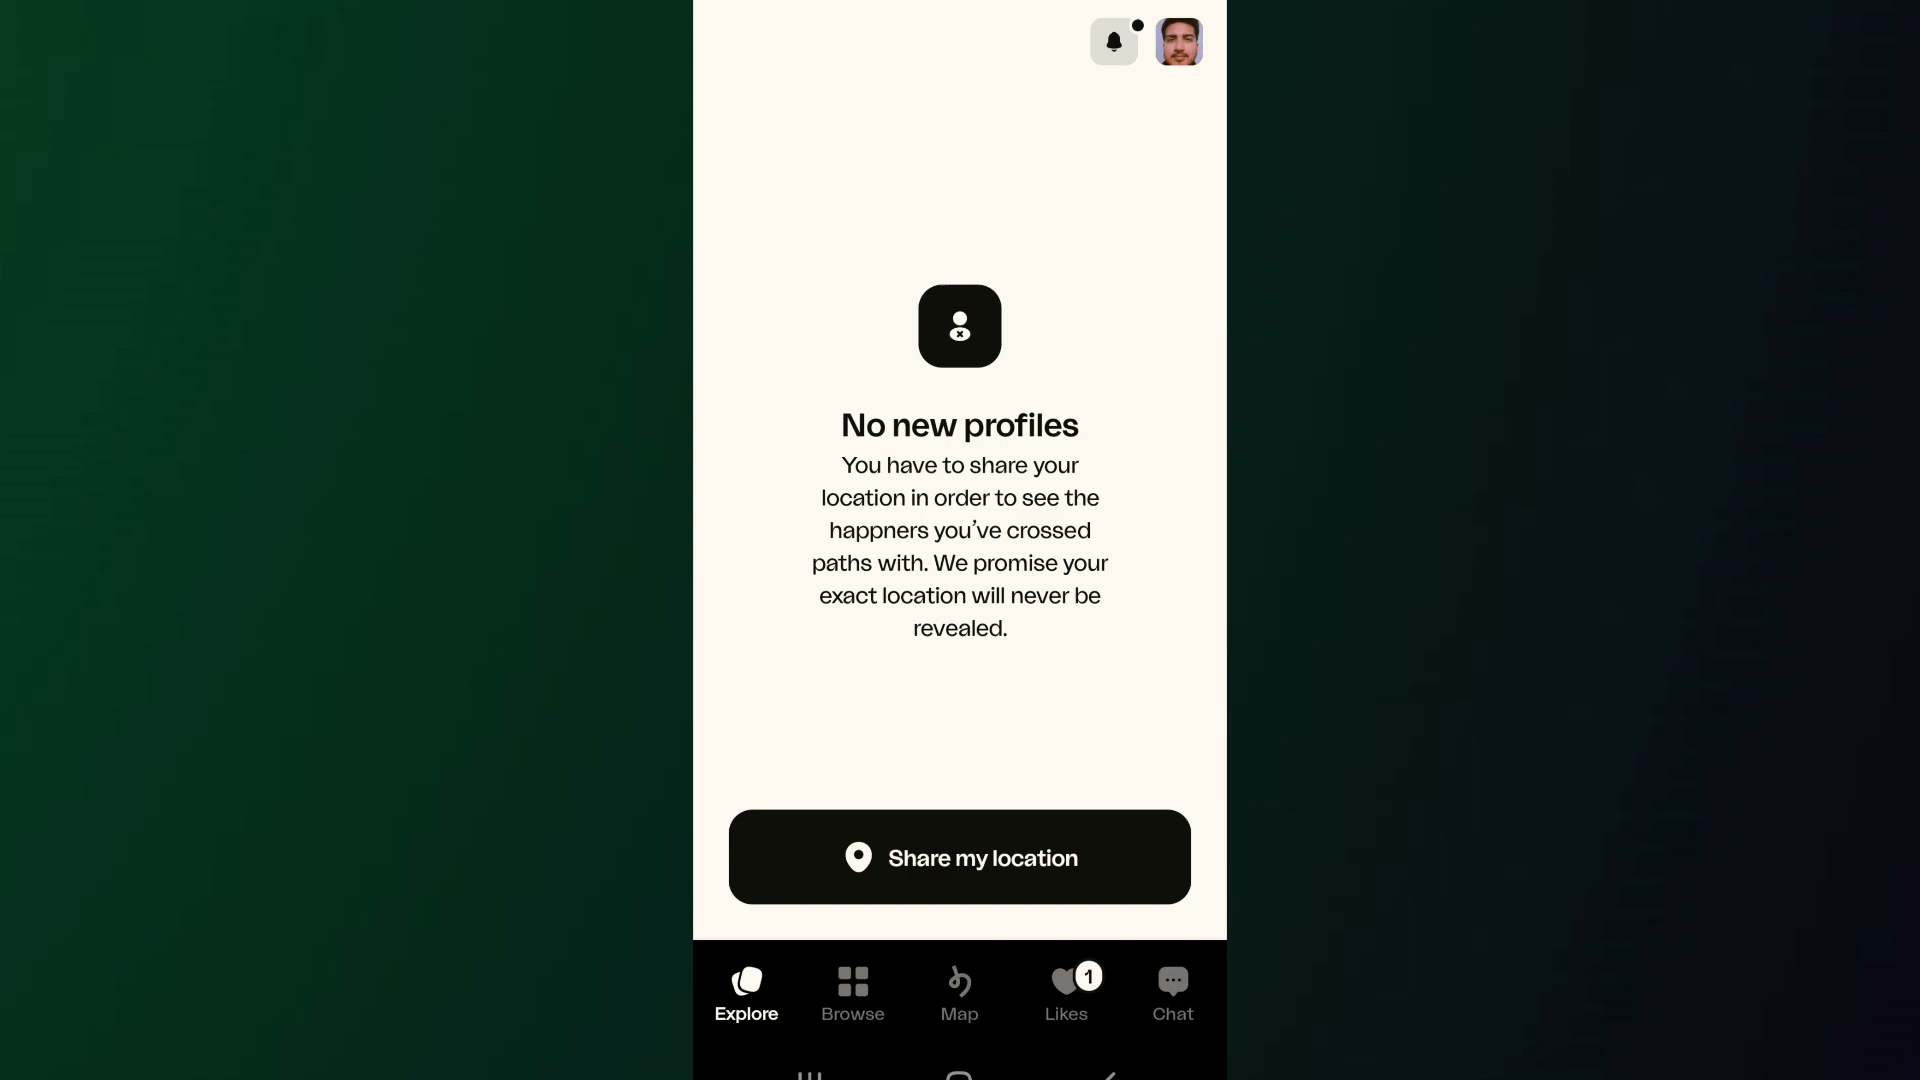 No new profiles
You have to share your
location in order to see the
happners you’ve crossed
paths with. We promise your
exact location will never be
revealed.
Share my location
1
Explore
Browse
Map
Likes
Chat